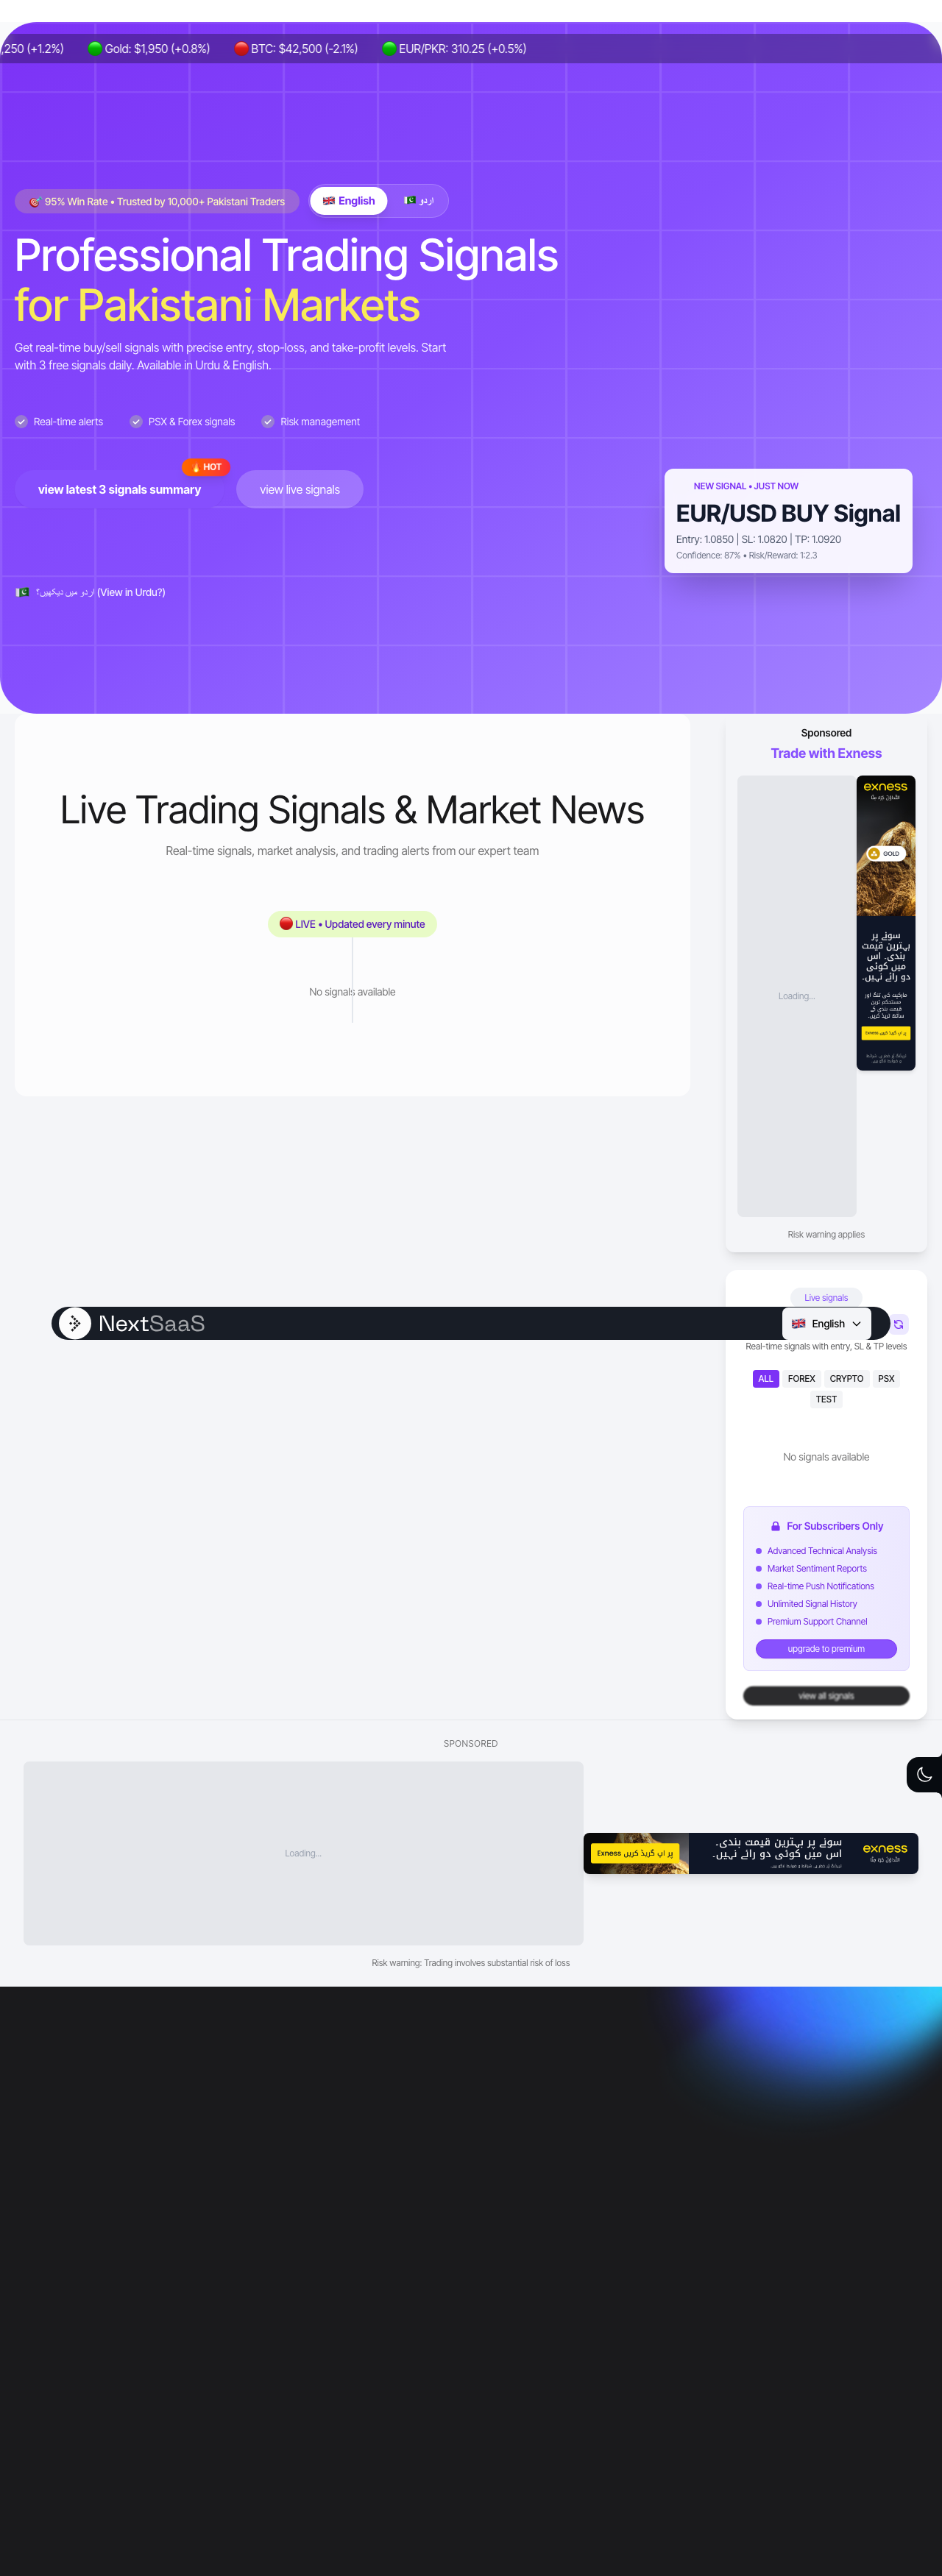 ,250 (+1.2%) Gold: $1,950 (+0.8%) BTC: $42,500 (-2.1%) EUR/PKR: 310.25 (+0.5%)
95% Win Rate • Trusted by 10,000+ Pakistani Traders
English
اردو
Professional Trading Signals
for Pakistani Markets
Get real-time buy/sell signals with precise entry, stop-loss, and take-profit levels. Start
with 3 free signals daily. Available in Urdu & English.
Real-time alerts
PSX & Forex signals
Risk management
HOT
view latest 3 signals summary
view live signals
NEW SIGNAL • JUST NOW
EUR/USD BUY Signal
Entry: 1.0850 | SL: 1.0820 | TP: 1.0920
Confidence: 87% • Risk/Reward: 1:2.3
اردو میں دیکھیں؟ (View in Urdu?)
Live Trading Signals & Market News
Real-time signals, market analysis, and trading alerts from our expert team
LIVE • Updated every minute
No signals available
Sponsored
Trade with Exness
Loading...
exness
GOLD
سونے پر
بہترین قیمت
بندی۔ اس
میں کوئی
دو رائے نہیں۔
Risk warning applies
Live signals
NextSaaS
English
Real-time signals with entry, SL & TP levels
ALL
FOREX
CRYPTO
PSX
TEST
No signals available
For Subscribers Only
Advanced Technical Analysis
Market Sentiment Reports
Real-time Push Notifications
Unlimited Signal History
Premium Support Channel
upgrade to premium
view all signals
SPONSORED
Loading...
Exness پر اپ گریڈ کریں
سونے پر بہترین قیمت بندی۔
اس میں کوئی دو رائے نہیں۔
exness
Risk warning: Trading involves substantial risk of loss